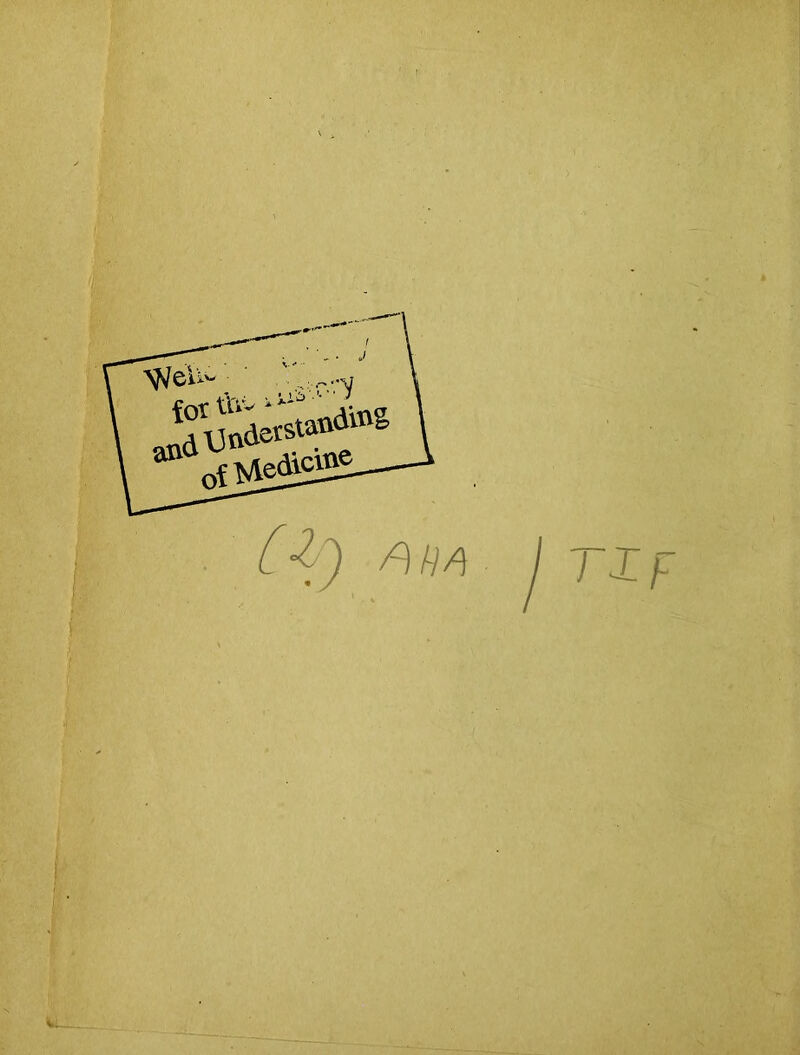 for the
and Understanding
of Medicine
(2) AHA / TIF